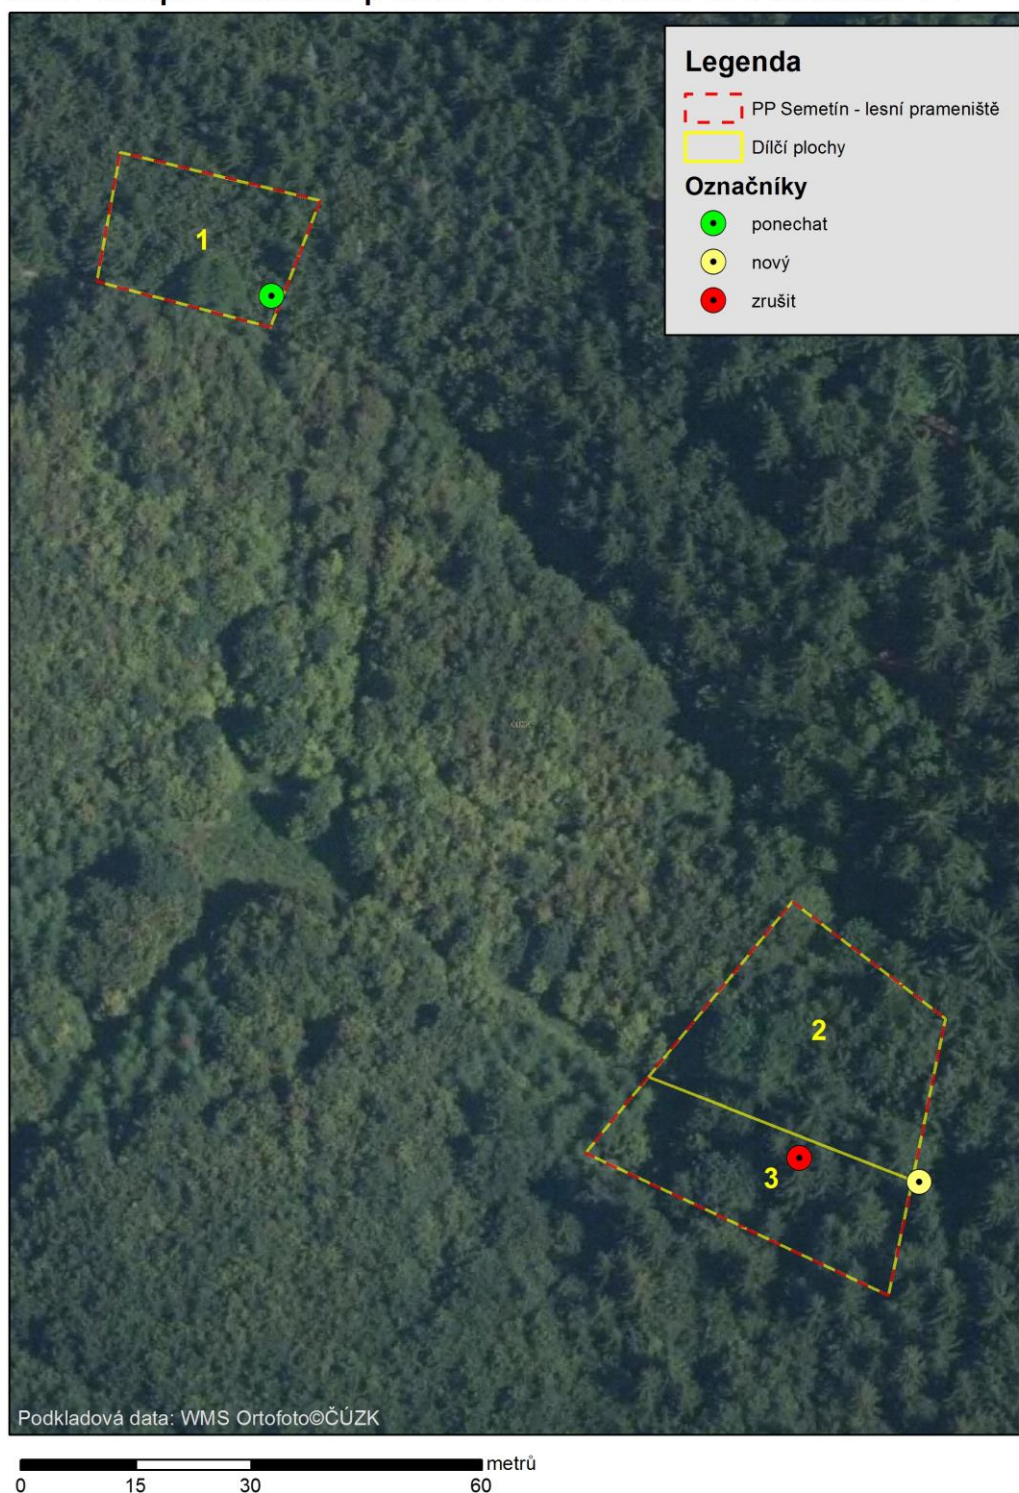 Legenda
PP Semetín - lesní prameniště
Dílčí plochy
Označníky
ponechat
nový
zrušit
1
2
3
ČÚZK
Podkladová data: WMS Ortofoto©ČÚZK
metrů
0 15 30 60